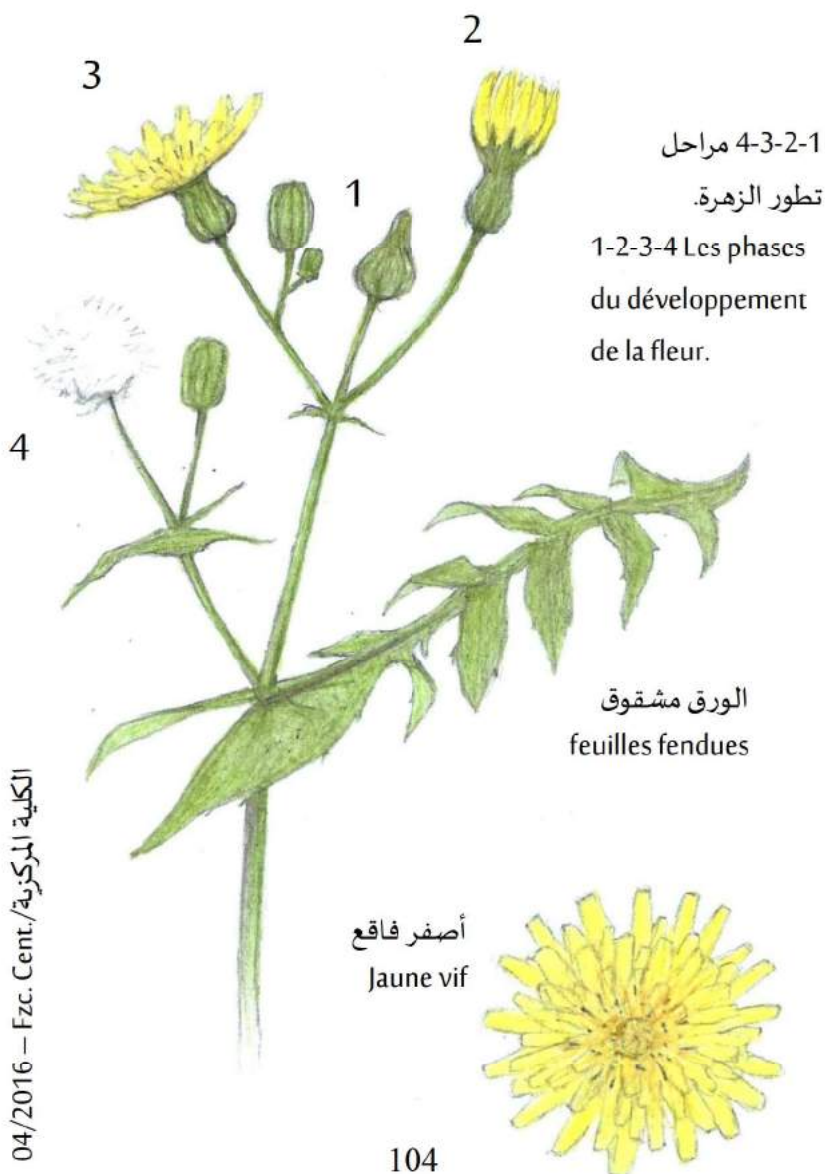 2
3
1
1-2-3-4 مراحل
تطور الزهرة.
1-2-3-4 Les phases
du développement
de la fleur.
4
الورق مشقوق
feuilles fendues
أصفر فاقع
Jaune vif
04/2016 – Fzc. Cent./الكلية المركزية
104